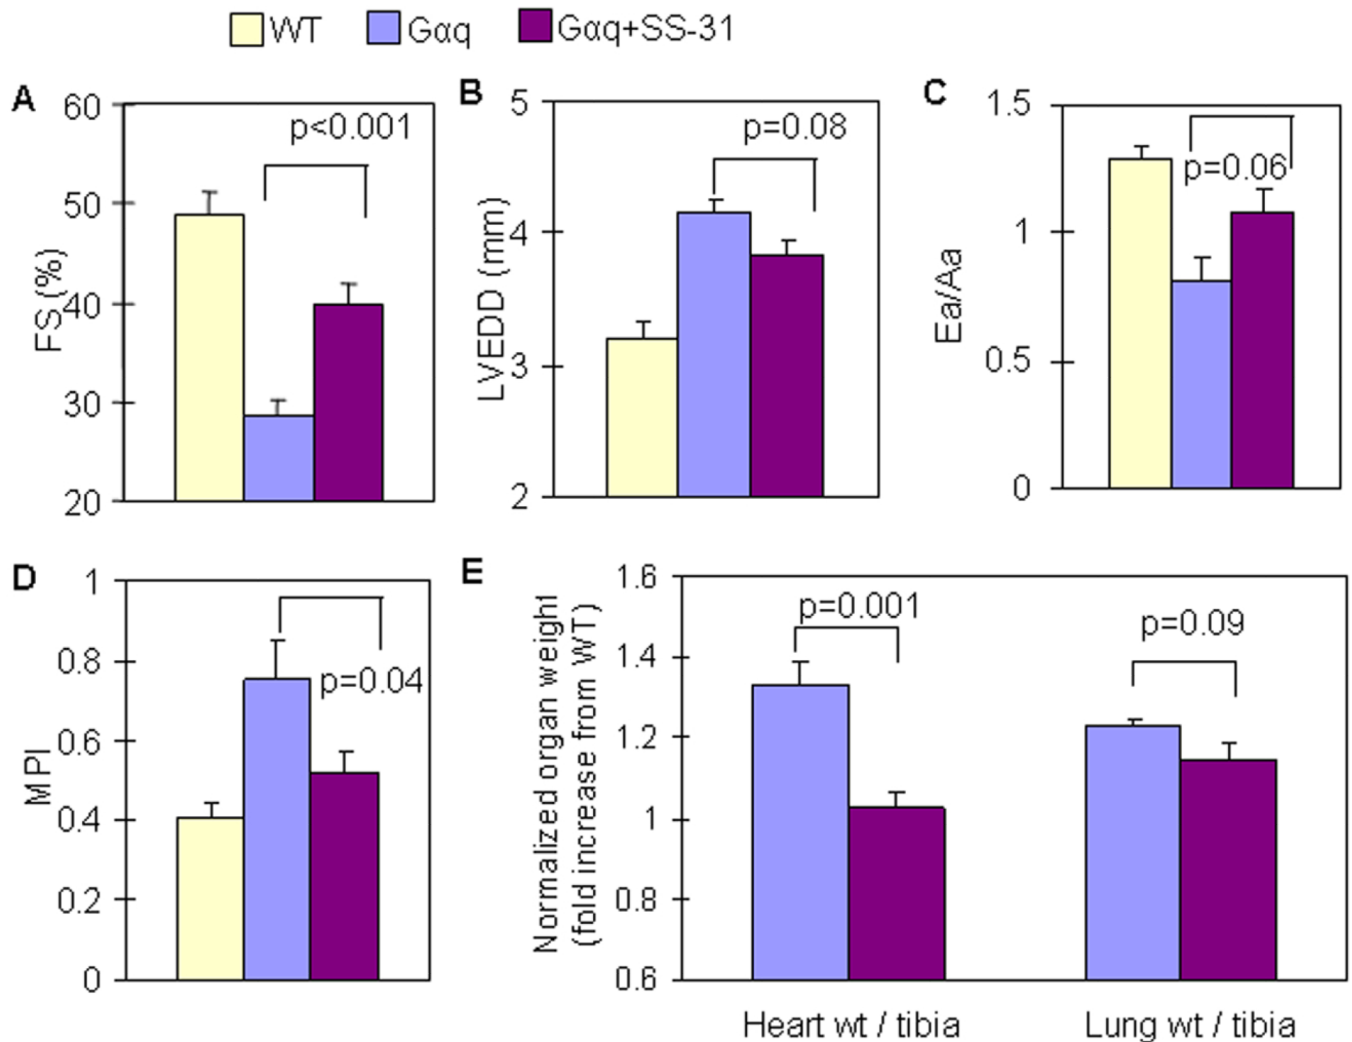 WT Gαq Gαq+SS-31
A
60
50
40
30
20
FS (%)
p<0.001
B
5
4
3
2
LVEDD (mm)
p=0.08
C
1.5
1
0.5
0
Ea/Aa
p=0.06
D
1
0.8
0.6
0.4
0.2
0
MPI
p=0.04
E
1.6
1.4
1.2
1
0.8
0.6
Normalized organ weight
(fold increase from WT)
p=0.001
p=0.09
Heart wt / tibia Lung wt / tibia